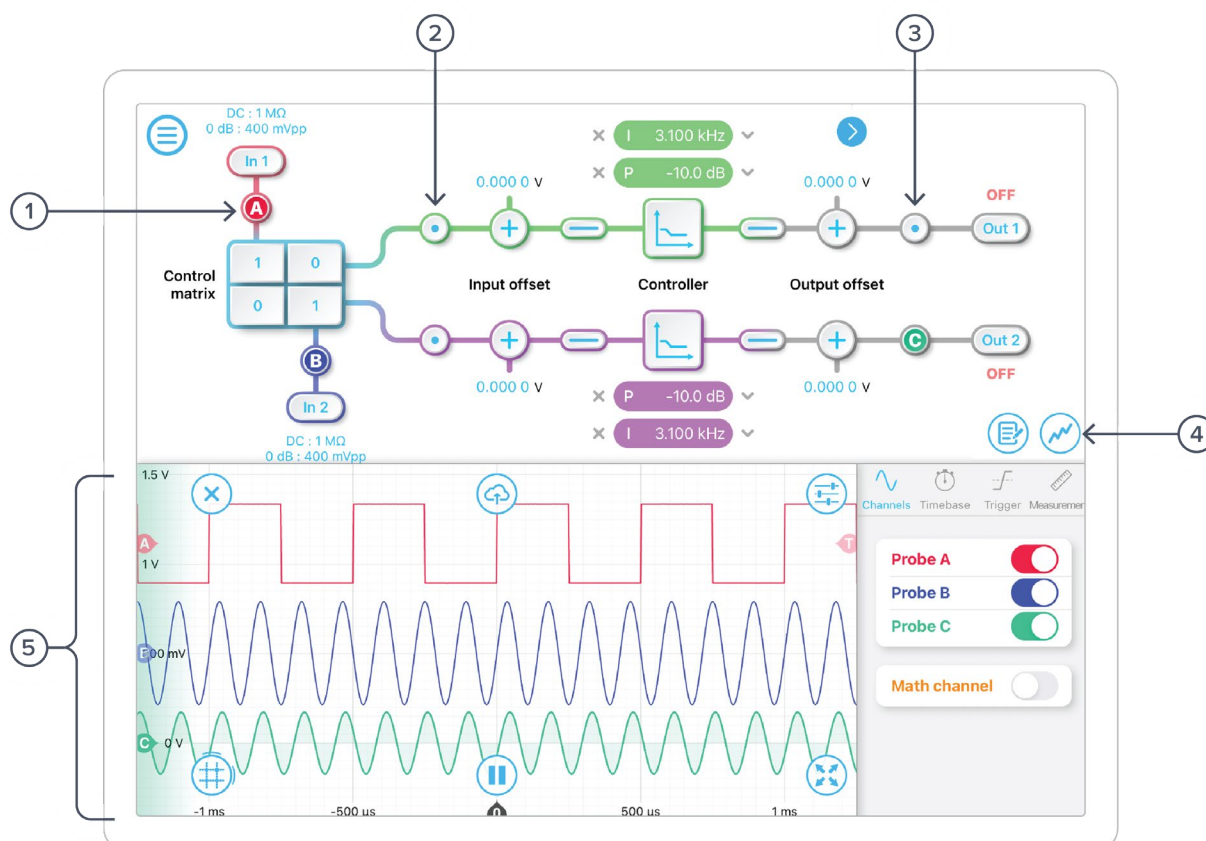 2
3
DC : 1 MΩ
0 dB : 400 mVpp
In 1
I 3.100 kHz
P -10.0 dB
1
A
0.000 0 V
0.000 0 V
OFF
Out 1
Control
matrix
1 0
0 1
Input offset
Controller
Output offset
B
C
Out 2
OFF
0.000 0 V
0.000 0 V
In 2
P -10.0 dB
I 3.100 kHz
DC : 1 MΩ
0 dB : 400 mVpp
4
1.5 V
Channels Timebase Trigger Measuremen
A
T
1 V
Probe A
Probe B
Probe C
5
00 mV
Math channel
C 0 V
-1 ms -500 us 0 500 us 1 ms